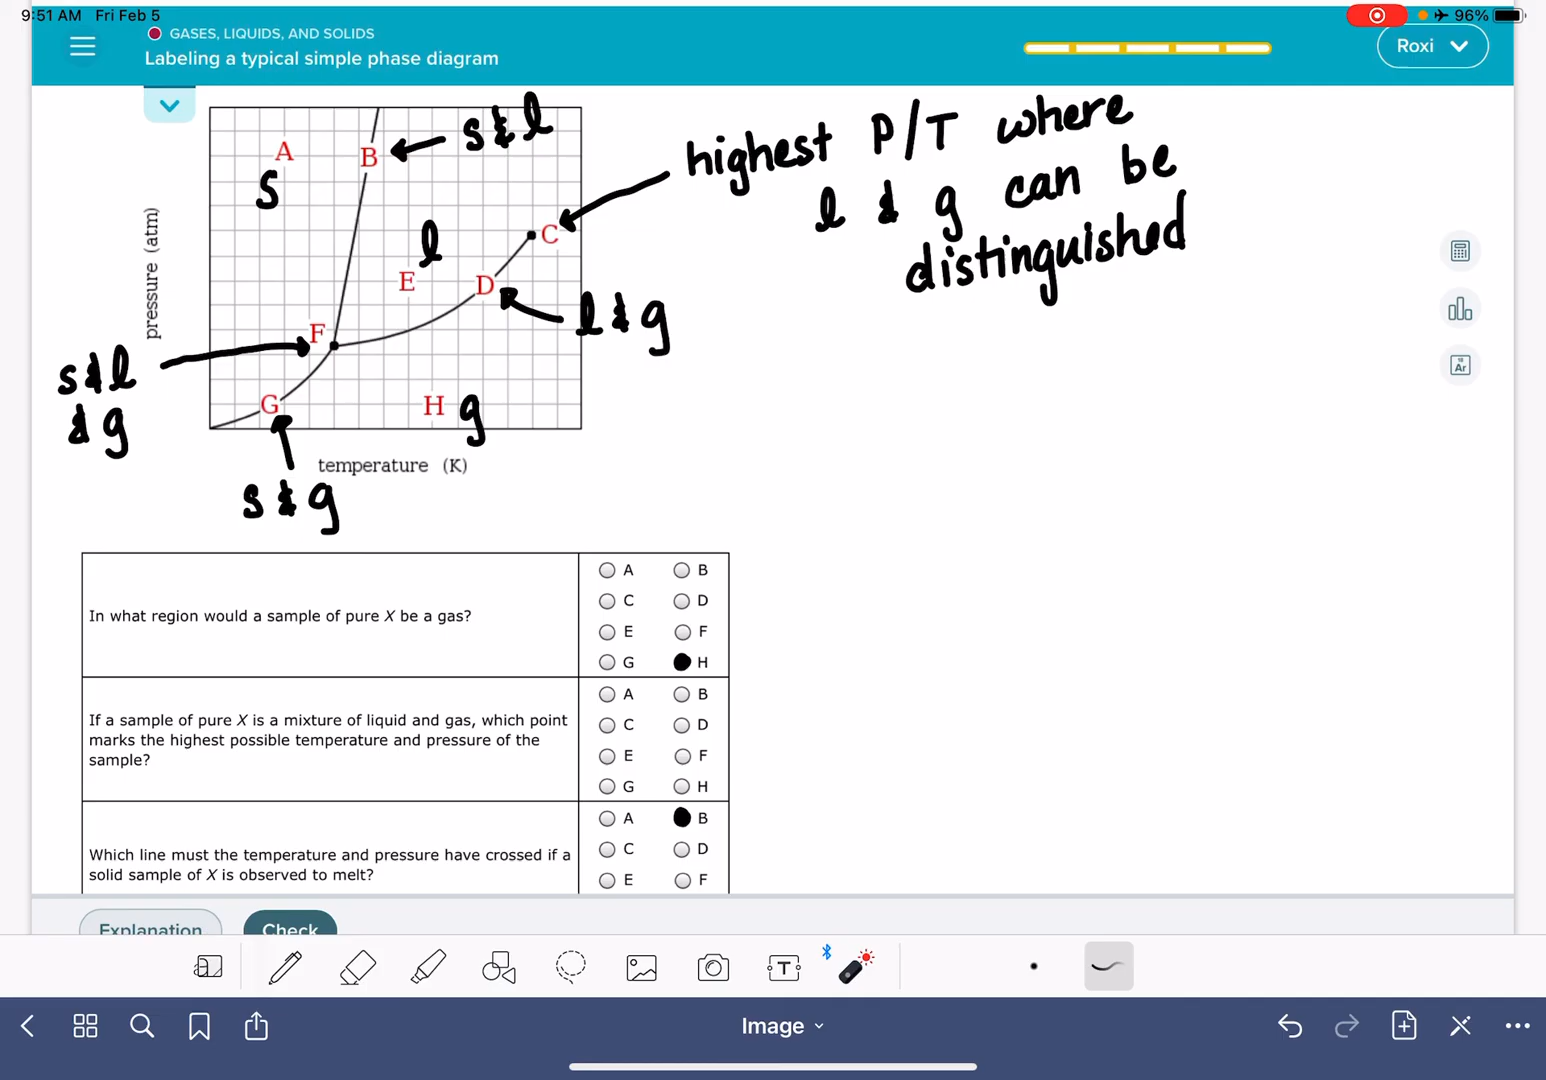 9:51 AM Fri Feb 5
96%
GASES, LIQUIDS, AND SOLIDS
Labeling a typical simple phase diagram
Roxi
A
S
B
s & l
highest P/T where
l & g can be
distinguished
C
l
E
D
l & g
F
s & l
& g
G
H
g
s & g
pressure (atm)
temperature (K)
18
Ar
In what region would a sample of pure X be a gas?
A B
C D
E F
G H
If a sample of pure X is a mixture of liquid and gas, which point
marks the highest possible temperature and pressure of the
sample?
A B
C D
E F
G H
Which line must the temperature and pressure have crossed if a
solid sample of X is observed to melt?
A B
C D
E F
Explanation
Check
a
T
Image